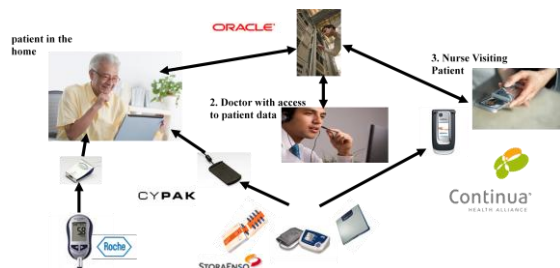 patient in the
home
ORACLE
3. Nurse Visiting
Patient
2. Doctor with access
to patient data
CYPAK
Continua
HEALTH ALLIANCE
Roche
STORAENSO